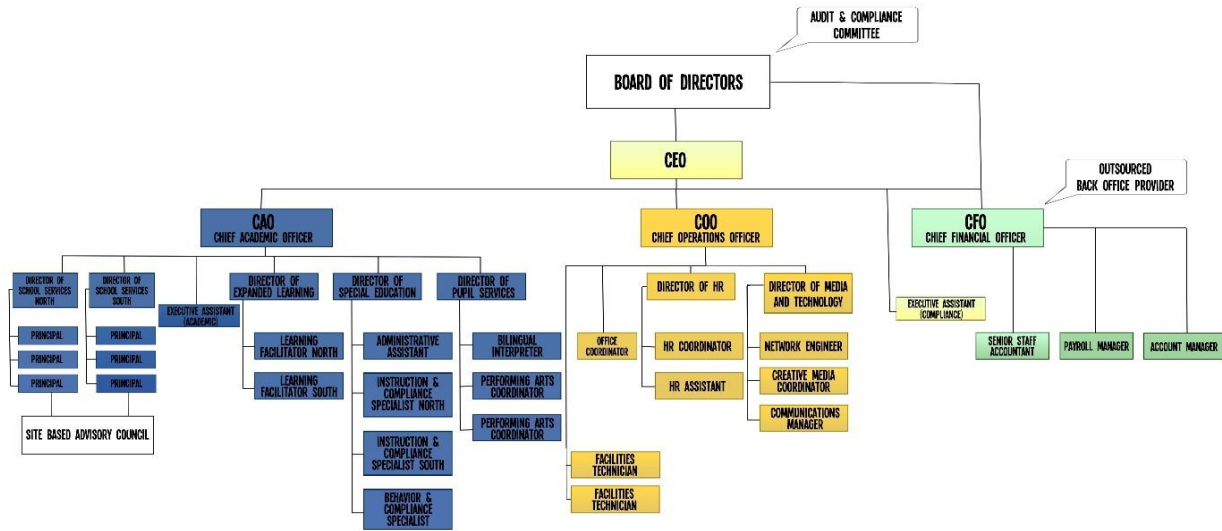 AUDIT & COMPLIANCE
COMMITTEE
BOARD OF DIRECTORS
CEO
OUTSOURCED
BACK OFFICE PROVIDER
CAO
CHIEF ACADEMIC OFFICER
COO
CHIEF OPERATIONS OFFICER
CFO
CHIEF FINANCIAL OFFICER
DIRECTOR OF
SCHOOL SERVICES
NORTH
DIRECTOR OF
SCHOOL SERVICES
SOUTH
EXECUTIVE ASSISTANT
(ACADEMIC)
DIRECTOR OF
EXPANDED LEARNING
DIRECTOR OF
SPECIAL EDUCATION
DIRECTOR OF
PUPIL SERVICES
DIRECTOR OF HR
DIRECTOR OF MEDIA
AND TECHNOLOGY
EXECUTIVE ASSISTANT
(COMPLIANCE)
PRINCIPAL
PRINCIPAL
PRINCIPAL
PRINCIPAL
PRINCIPAL
PRINCIPAL
SITE BASED ADVISORY COUNCIL
LEARNING
FACILITATOR NORTH
LEARNING
FACILITATOR SOUTH
ADMINISTRATIVE
ASSISTANT
INSTRUCTION &
COMPLIANCE
SPECIALIST NORTH
INSTRUCTION &
COMPLIANCE
SPECIALIST SOUTH
BEHAVIOR &
COMPLIANCE
SPECIALIST
BILINGUAL
INTERPRETER
PERFORMING ARTS
COORDINATOR
PERFORMING ARTS
COORDINATOR
OFFICE
COORDINATOR
FACILITIES
TECHNICIAN
FACILITIES
TECHNICIAN
HR COORDINATOR
HR ASSISTANT
NETWORK ENGINEER
CREATIVE MEDIA
COORDINATOR
COMMUNICATIONS
MANAGER
SENIOR STAFF
ACCOUNTANT
PAYROLL MANAGER
ACCOUNT MANAGER